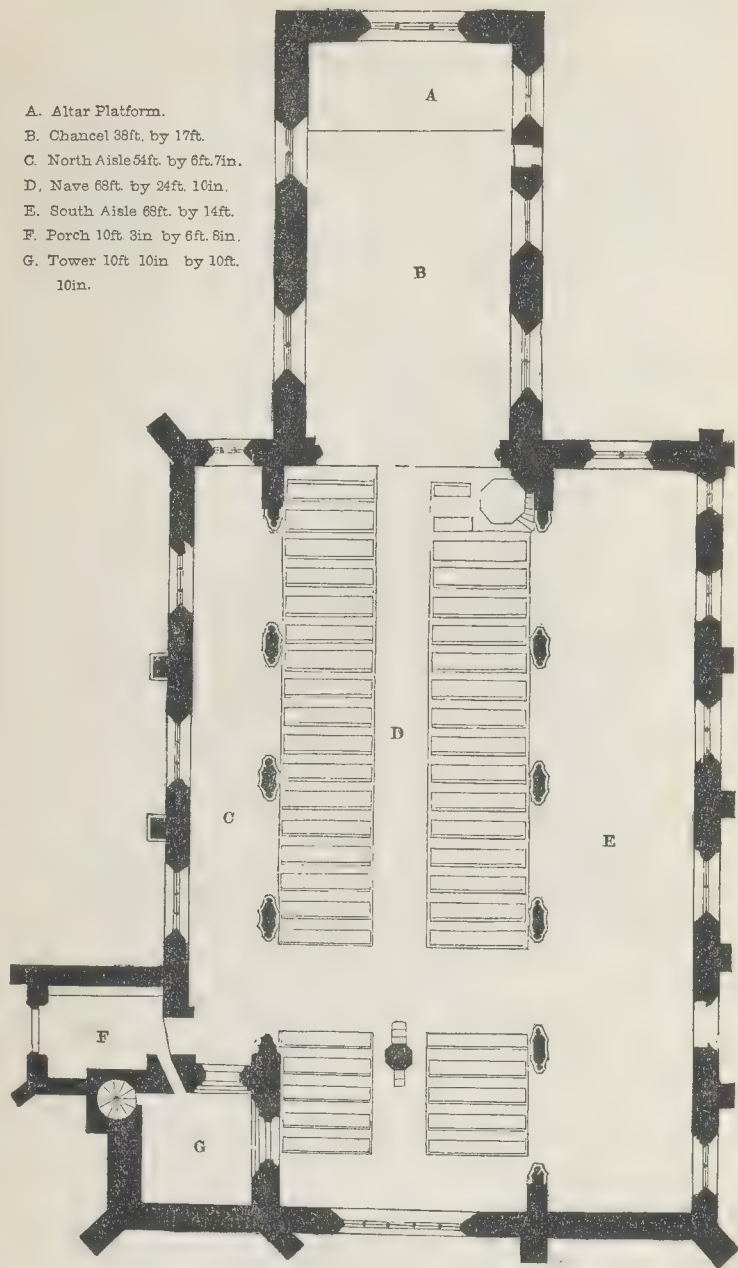 A. Altar Platform.
B. Chancel 38ft. by 17ft.
C. North Aisle 54ft. by 6ft. 7in.
D, Nave 68ft. by 24ft. 10in.
E. South Aisle 68ft. by 14ft.
F. Porch 10ft. 3in by 6ft. 8in.
G. Tower 10ft 10in by 10ft.
10in.
A
B
D
C
E
F
G